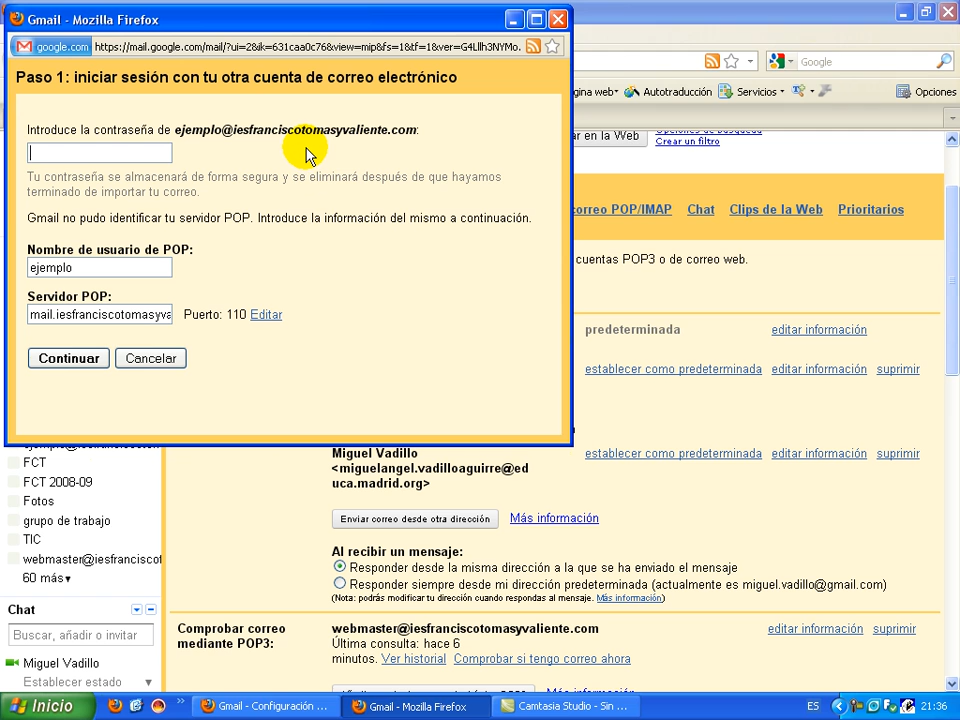 Gmail - Mozilla Firefox
google.com https://mail.google.com/mail/?ui=2&ik=631caa0c76&view=mip&fs=1&tf=1&ver=G4Llh3NYMo.
Paso 1: iniciar sesión con tu otra cuenta de correo electrónico
Introduce la contraseña de ejemplo@iesfranciscotomasyvaliente.com:
Tu contraseña se almacenará de forma segura y se eliminará después de que hayamos
terminado de importar tu correo.
Gmail no pudo identificar tu servidor POP. Introduce la información del mismo a continuación.
Nombre de usuario de POP:
ejemplo
Servidor POP:
mail.iesfranciscotomasyva Puerto: 110 Editar
Continuar Cancelar
Google
gina web Autotraducción Servicios Opciones
ar en la Web
Opciones de búsqueda
Crear un filtro
correo POP/IMAP Chat Clips de la Web Prioritarios
cuentas POP3 o de correo web.
predeterminada editar información
establecer como predeterminada editar información suprimir
ejemplo@iesfranciscotom
FCT
FCT 2008-09
Fotos
grupo de trabajo
TIC
webmaster@iesfranciscot
60 más
Chat
Buscar, añadir o invitar
Miguel Vadillo
Establecer estado
Miguel Vadillo
<miguelangel.vadilloaguirre@ed
uca.madrid.org>
establecer como predeterminada editar información suprimir
Enviar correo desde otra dirección Más información
Al recibir un mensaje:
Responder desde la misma dirección a la que se ha enviado el mensaje
Responder siempre desde mi dirección predeterminada (actualmente es miguel.vadillo@gmail.com)
(Nota: podrás modificar tu dirección cuando respondas al mensaje. Más información)
Comprobar correo
mediante POP3:
webmaster@iesfranciscotomasyvaliente.com editar información suprimir
Última consulta: hace 6
minutos. Ver historial Comprobar si tengo correo ahora
Más información
Inicio Gmail - Configuración ... Gmail - Mozilla Firefox Camtasia Studio - Sin ... ES 21:36